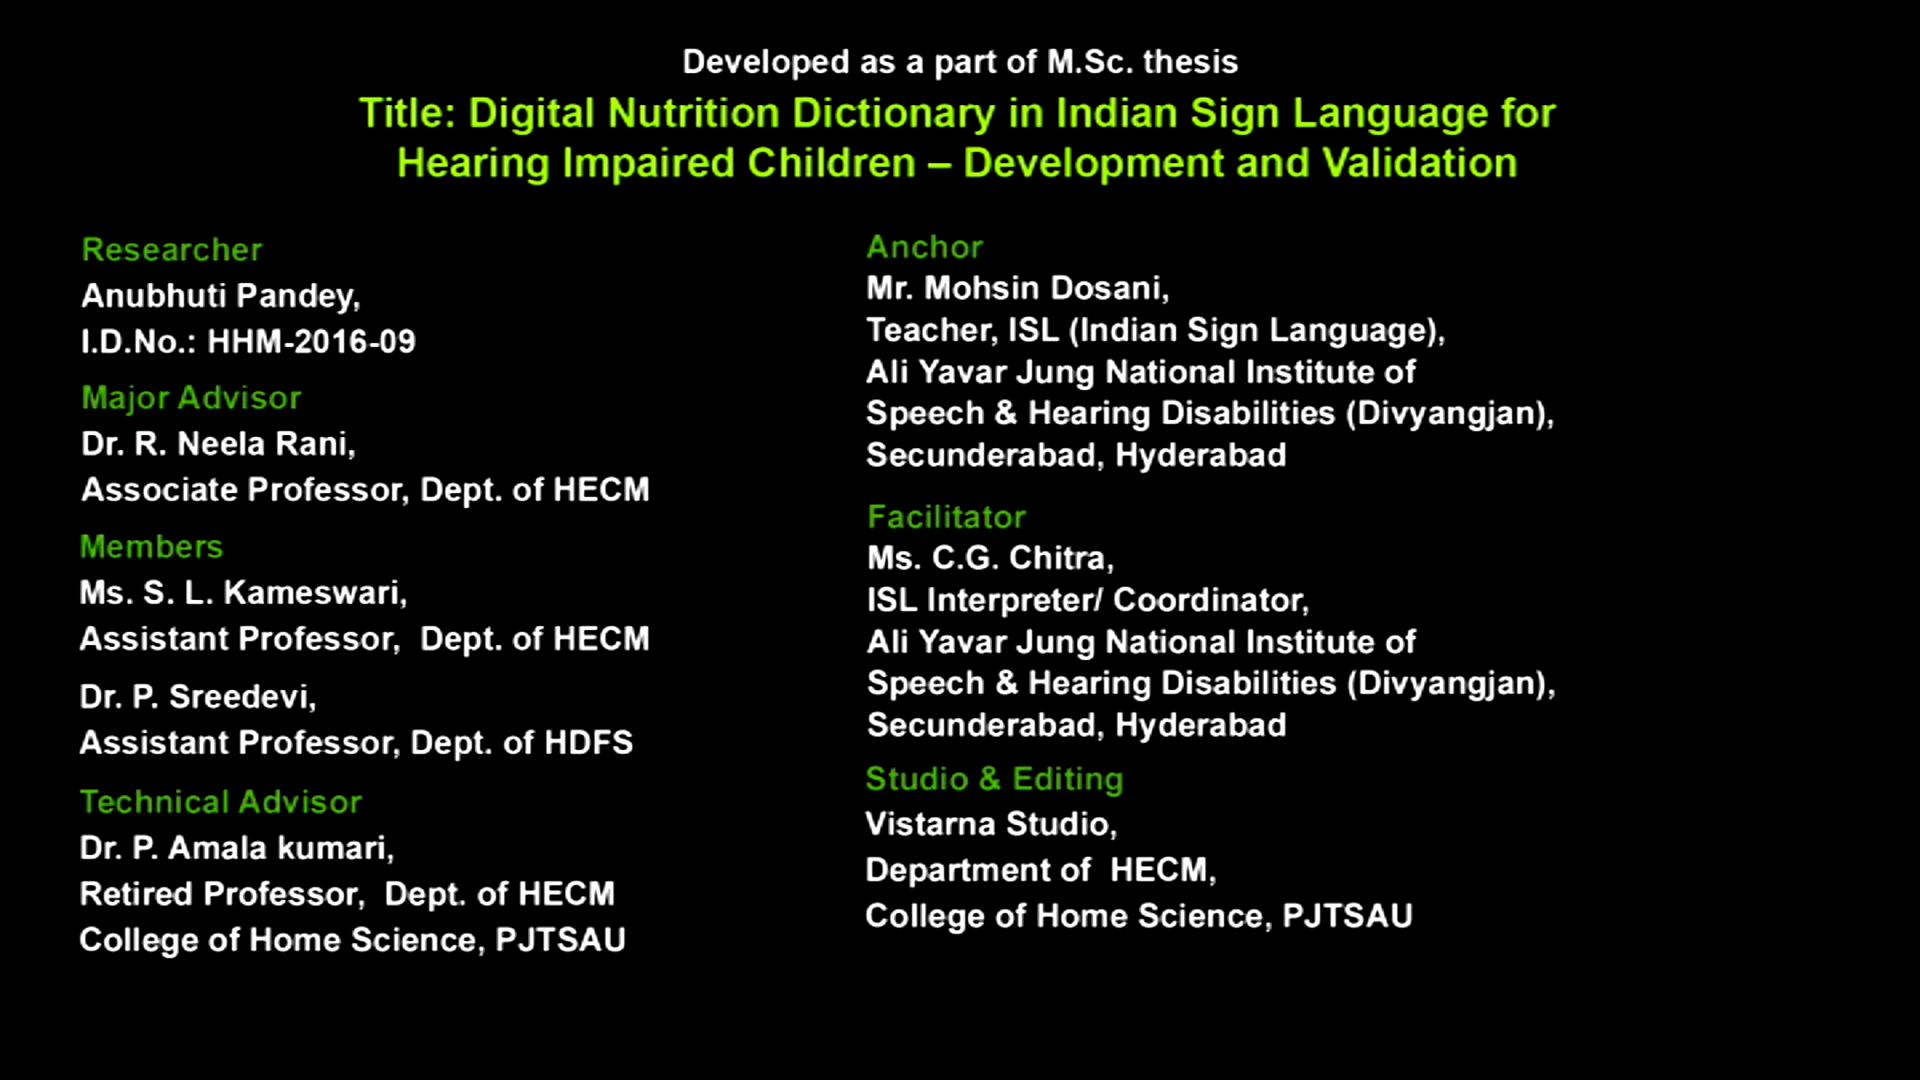 Developed as a part of M.Sc. thesis
Title: Digital Nutrition Dictionary in Indian Sign Language for
Hearing Impaired Children – Development and Validation
Researcher
Anubhuti Pandey,
I.D.No.: HHM-2016-09
Major Advisor
Dr. R. Neela Rani,
Associate Professor, Dept. of HECM
Members
Ms. S. L. Kameswari,
Assistant Professor,  Dept. of HECM
Dr. P. Sreedevi,
Assistant Professor, Dept. of HDFS
Technical Advisor
Dr. P. Amala kumari,
Retired Professor,  Dept. of HECM
College of Home Science, PJTSAU
Anchor
Mr. Mohsin Dosani,
Teacher, ISL (Indian Sign Language),
Ali Yavar Jung National Institute of
Speech & Hearing Disabilities (Divyangjan),
Secunderabad, Hyderabad
Facilitator
Ms. C.G. Chitra,
ISL Interpreter/ Coordinator,
Ali Yavar Jung National Institute of
Speech & Hearing Disabilities (Divyangjan),
Secunderabad, Hyderabad
Studio & Editing
Vistarna Studio,
Department of  HECM,
College of Home Science, PJTSAU